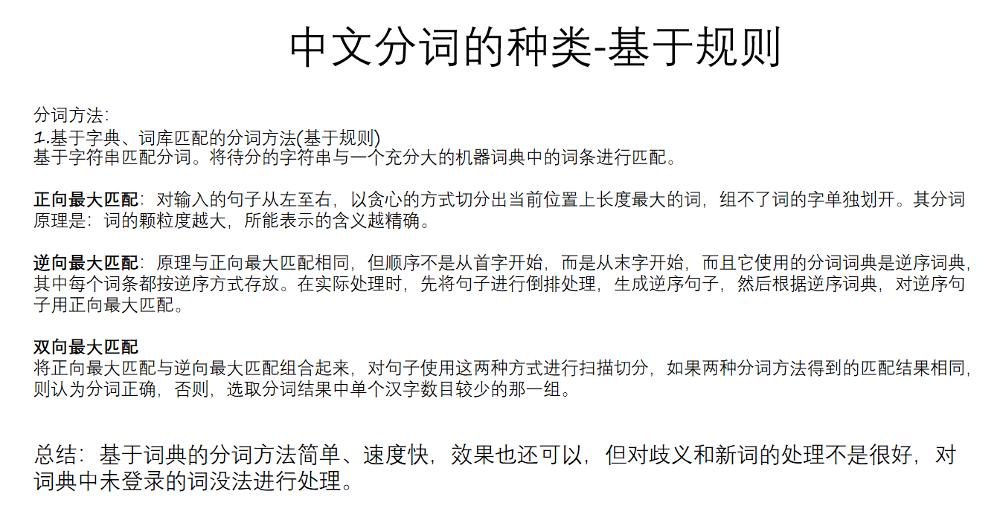 中文分词的种类-基于规则
分词方法：
1.基于字典、词库匹配的分词方法(基于规则)
基于字符串匹配分词。将待分的字符串与一个充分大的机器词典中的词条进行匹配。
正向最大匹配：对输入的句子从左至右，以贪心的方式切分出当前位置上长度最大的词，组不了词的字单独划开。其分词
原理是：词的颗粒度越大，所能表示的含义越精确。
逆向最大匹配：原理与正向最大匹配相同，但顺序不是从首字开始，而是从末字开始，而且它使用的分词词典是逆序词典，
其中每个词条都按逆序方式存放。在实际处理时，先将句子进行倒排处理，生成逆序句子，然后根据逆序词典，对逆序句
子用正向最大匹配。
双向最大匹配
将正向最大匹配与逆向最大匹配组合起来，对句子使用这两种方式进行扫描切分，如果两种分词方法得到的匹配结果相同，
则认为分词正确，否则，选取分词结果中单个汉字数目较少的那一组。
总结：基于词典的分词方法简单、速度快，效果也还可以，但对歧义和新词的处理不是很好，对
词典中未登录的词没法进行处理。